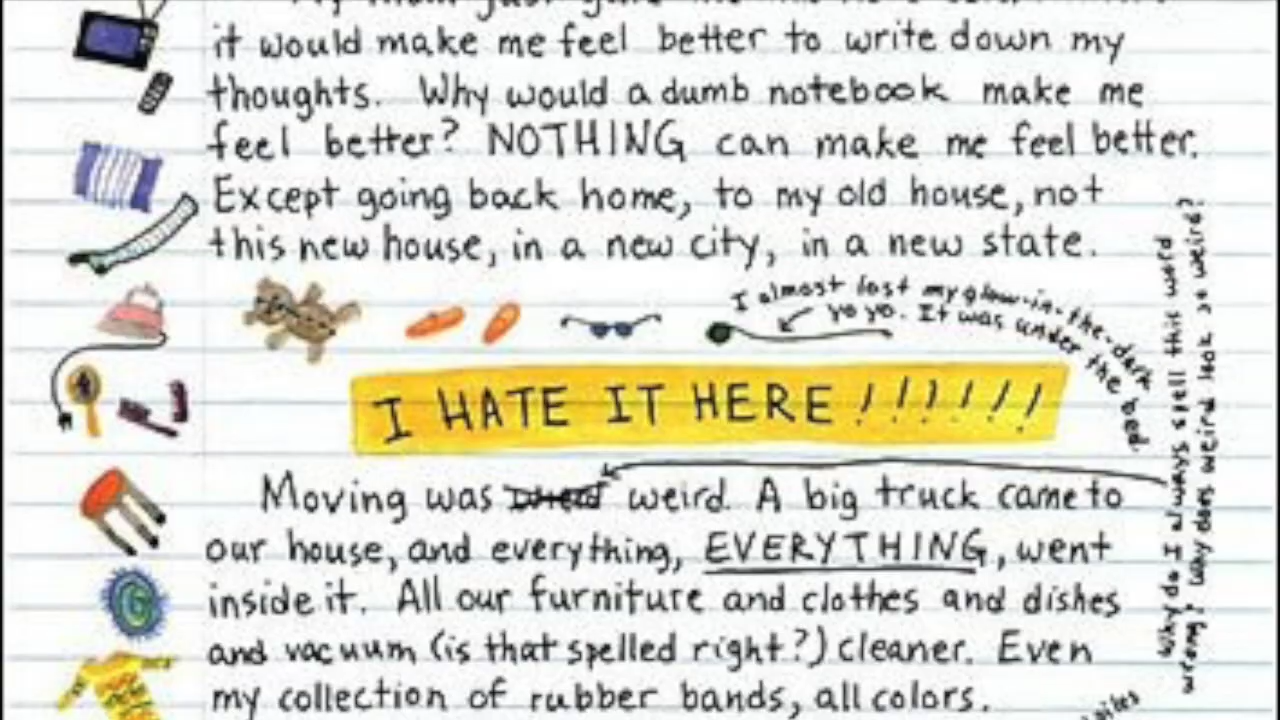 it would make me feel better to write down my
thoughts. Why would a dumb notebook make me
feel better? NOTHING can make me feel better.
Except going back home, to my old house, not
this new house, in a new city, in a new state.
I almost lost my glow-in-the-dark
yo yo. It was under the bed.
I HATE IT HERE!!!!!!
Moving was weird. A big truck came to
our house, and everything, EVERYTHING, went
inside it. All our furniture and clothes and dishes
and vacuum (is that spelled right?) cleaner. Even
my collection of rubber bands, all colors.
Why do I always spell this word
wrong? Why does weird look so weird?
G